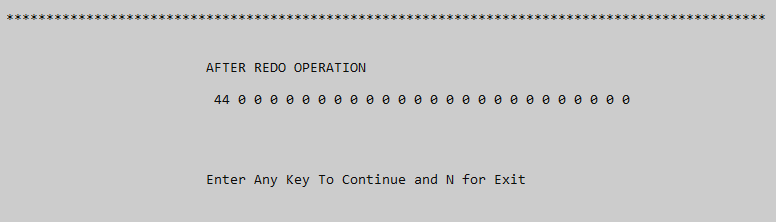 ***********************************************************************************************
AFTER REDO OPERATION
44 0 0 0 0 0 0 0 0 0 0 0 0 0 0 0 0 0 0 0 0 0 0 0 0 0
Enter Any Key To Continue and N for Exit